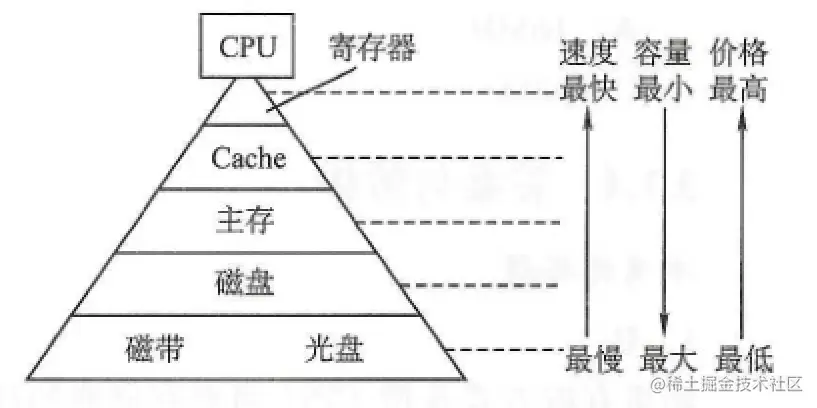 CPU
寄存器
速度 容量 价格
最快 最小 最高
Cache
主存
磁盘
磁带 光盘
最慢 最大 最低
@稀土掘金技术社区